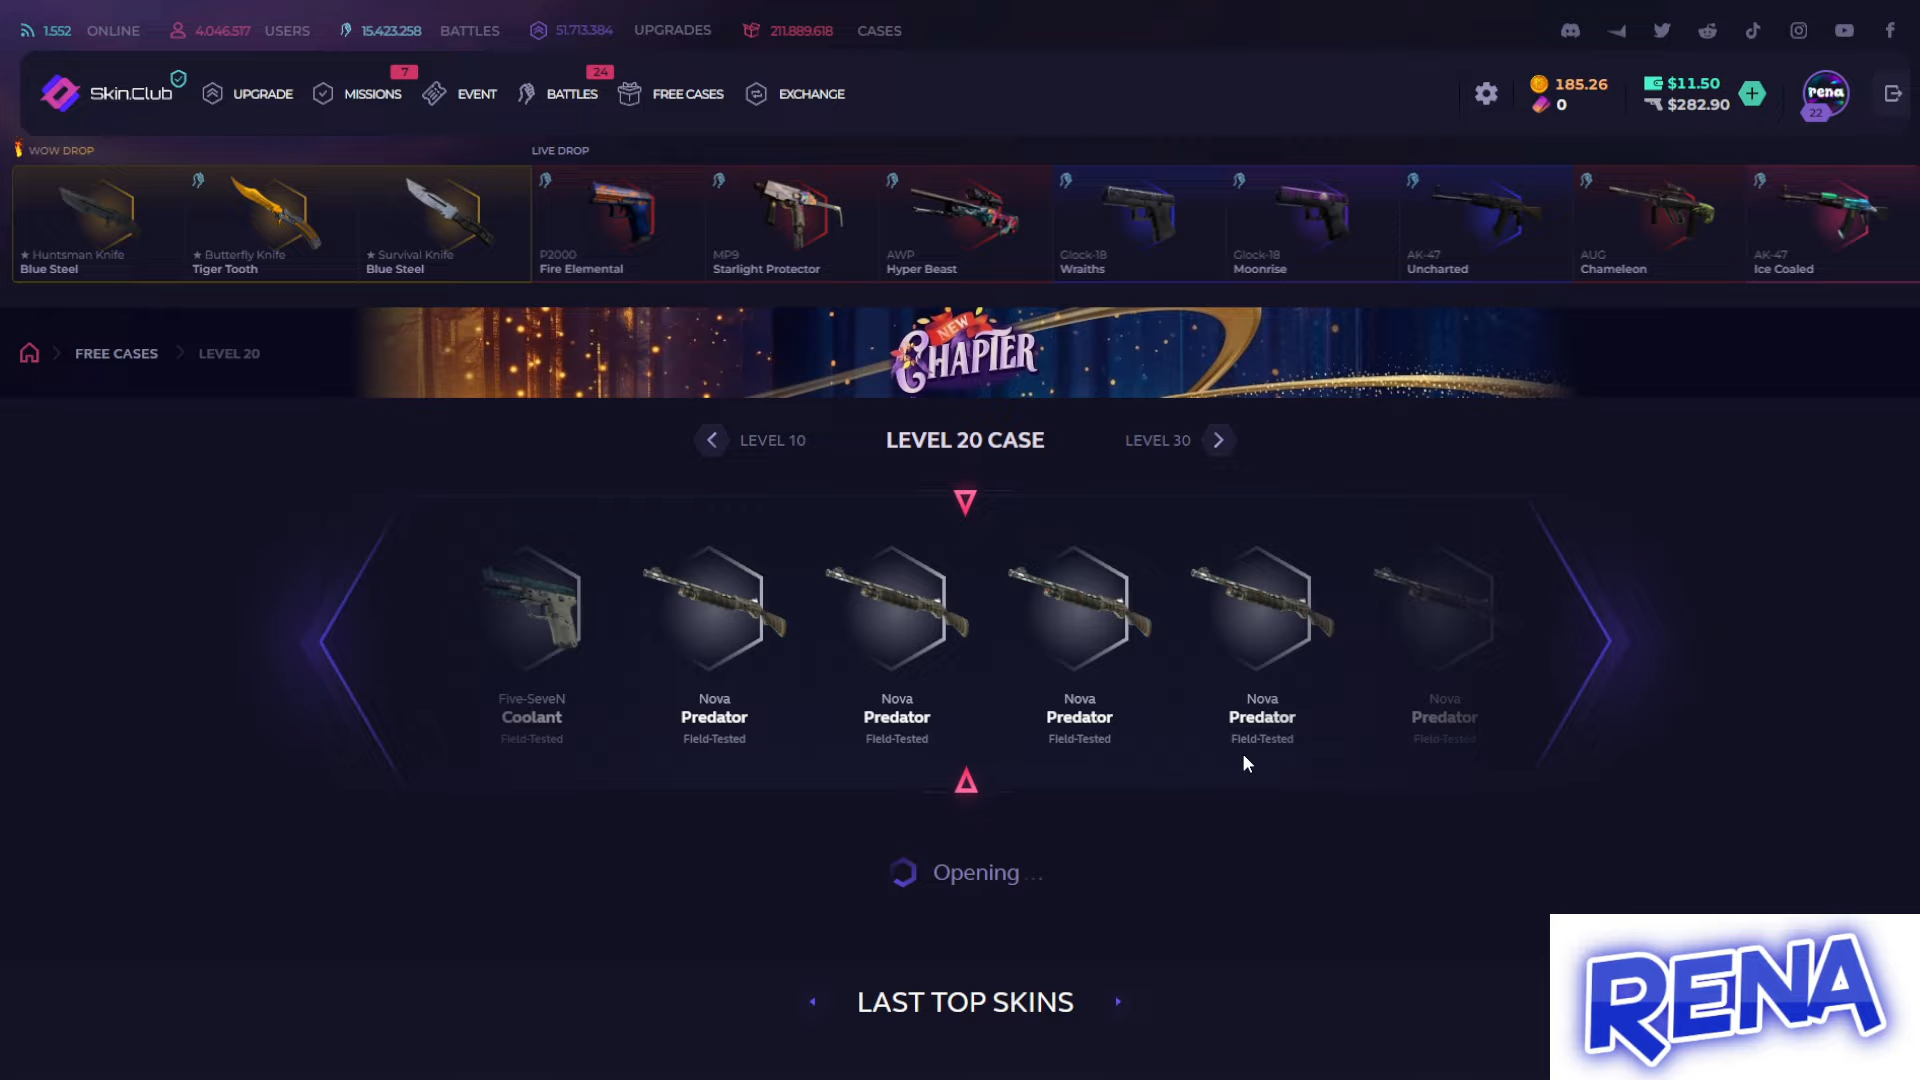 1.552 ONLINE 4.046.517 USERS 15.423.258 BATTLES 51.713.384 UPGRADES 211.889.618 CASES
Skin.Club UPGRADE MISSIONS 7 EVENT BATTLES 24 FREE CASES EXCHANGE
185.26 $11.50
0 $282.90
rena
22
WOW DROP LIVE DROP
★ Huntsman Knife ★ Butterfly Knife ★ Survival Knife P2000 MP9 AWP Glock-18 Glock-18 AK-47 AUG AK-47
Blue Steel Tiger Tooth Blue Steel Fire Elemental Starlight Protector Hyper Beast Wraiths Moonrise Uncharted Chameleon Ice Coaled
NEW
CHAPTER
FREE CASES LEVEL 20
LEVEL 10 LEVEL 20 CASE LEVEL 30
Five-SeveN Nova Nova Nova Nova Nova
Coolant Predator Predator Predator Predator Predator
Field-Tested Field-Tested Field-Tested Field-Tested Field-Tested Field-Tested
Opening ...
LAST TOP SKINS
RENA